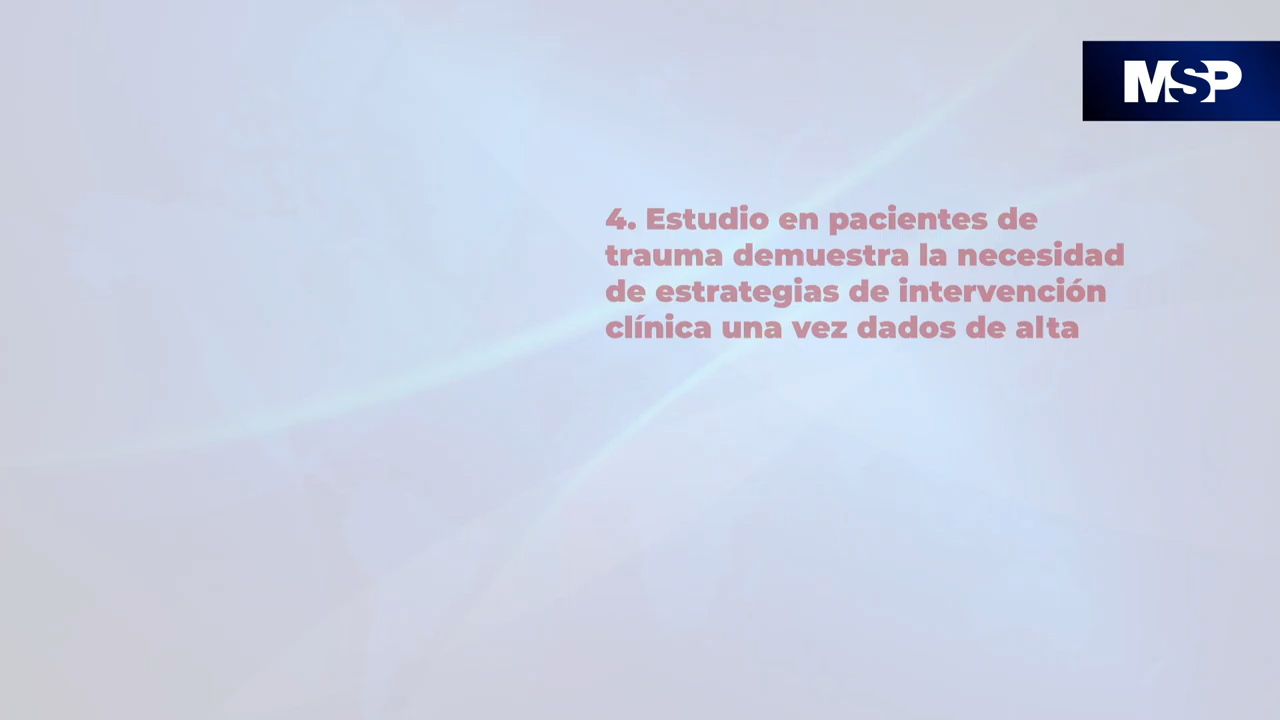 MSP
4. Estudio en pacientes de
trauma demuestra la necesidad
de estrategias de intervención
clínica una vez dados de alta